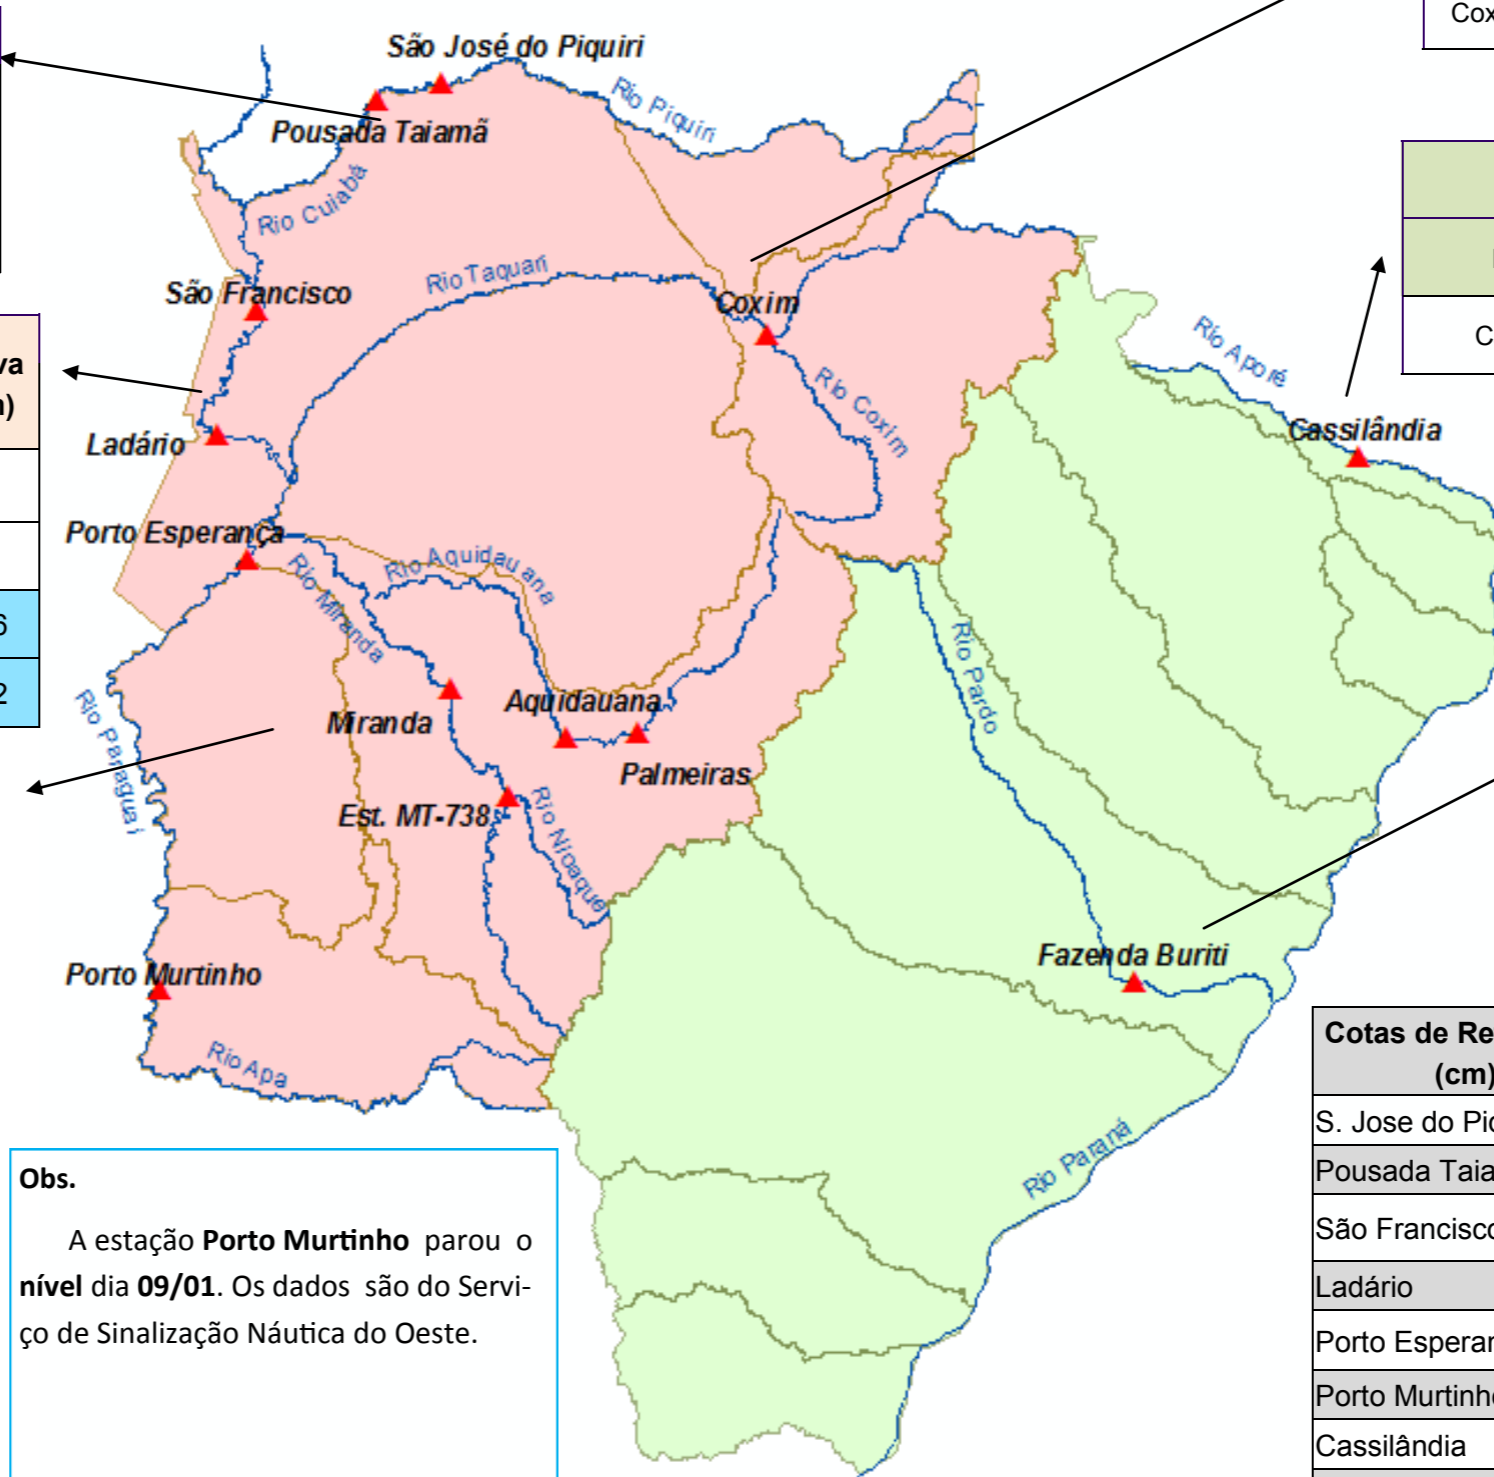 Cox
São José do Piquiri
Rio Piquiri
Pousada Taiamã
Rio Cuiabá
Rio Taquari
São Francisco
Coxim
C
Rio Aporé
Rio Coxim
Cassilândia
Ladário
Porto Esperança
6
2
Rio Aquidauana
Rio Miranda
Rio Pardo
Rio Paraguai
Miranda
Aquidauana
Palmeiras
Est. MT-738
Rio Nioaque
Fazenda Buriti
Porto Murtinho
Rio Apa
Rio Paraná
Cotas de Re
(cm)
S. Jose do Pi
Pousada Taia
São Francisco
Ladário
Porto Espera
Porto Murtinh
Cassilândia
Obs.
A estação Porto Murtinho parou o
nível dia 09/01. Os dados são do Servi-
ço de Sinalização Náutica do Oeste.